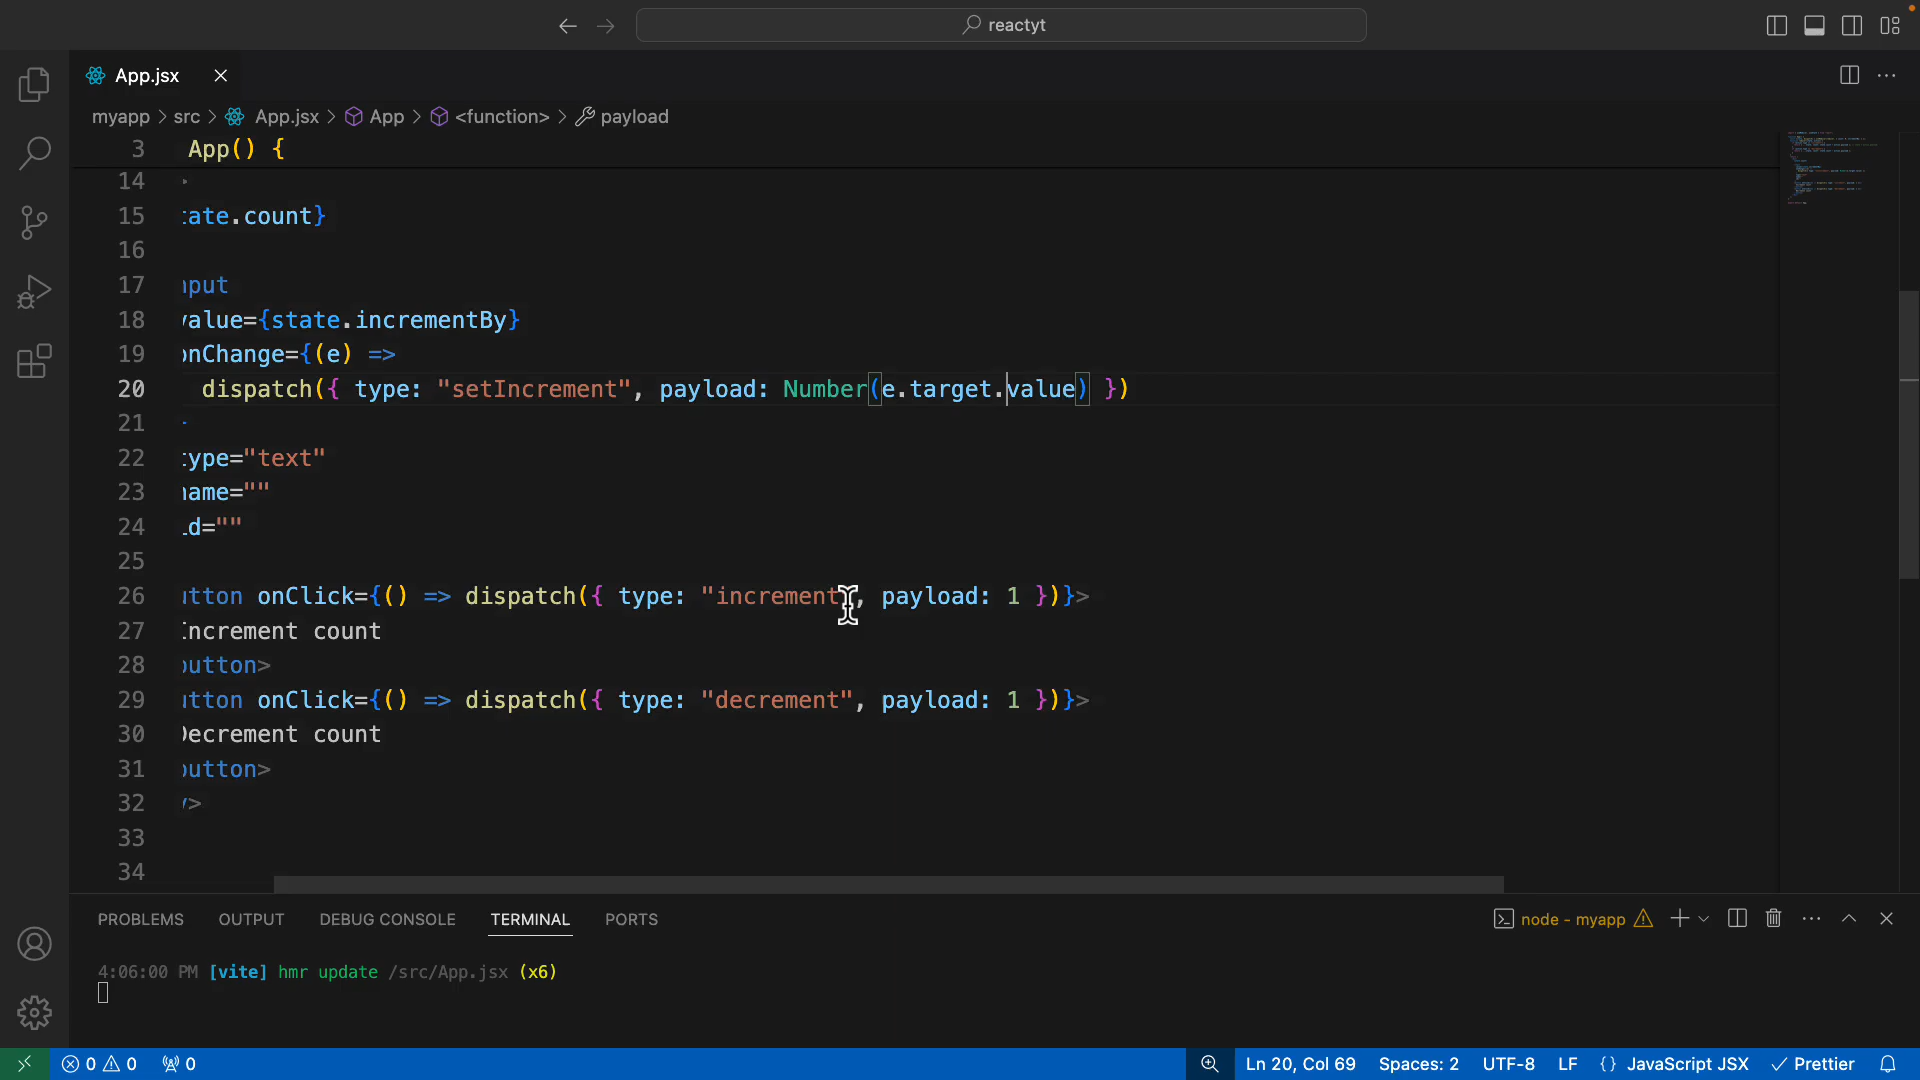 reactyt
App.jsx
myapp > src > App.jsx > App > <function> > payload
3 App() {
14 >
15 tate.count}
16
17 nput
18 value={state.incrementBy}
19 onChange={(e) =>
20 dispatch({ type: "setIncrement", payload: Number(e.target.value) })
21
22 type="text"
23 name=""
24 id=""
25
26 utton onClick={() => dispatch({ type: "increment", payload: 1 })}>
27 Increment count
28 button>
29 utton onClick={() => dispatch({ type: "decrement", payload: 1 })}>
30 Decrement count
31 button>
32 />
33
34
PROBLEMS OUTPUT DEBUG CONSOLE TERMINAL PORTS node - myapp
4:06:00 PM [vite] hmr update /src/App.jsx (x6)
0 0 0 Ln 20, Col 69 Spaces: 2 UTF-8 LF {} JavaScript JSX Prettier